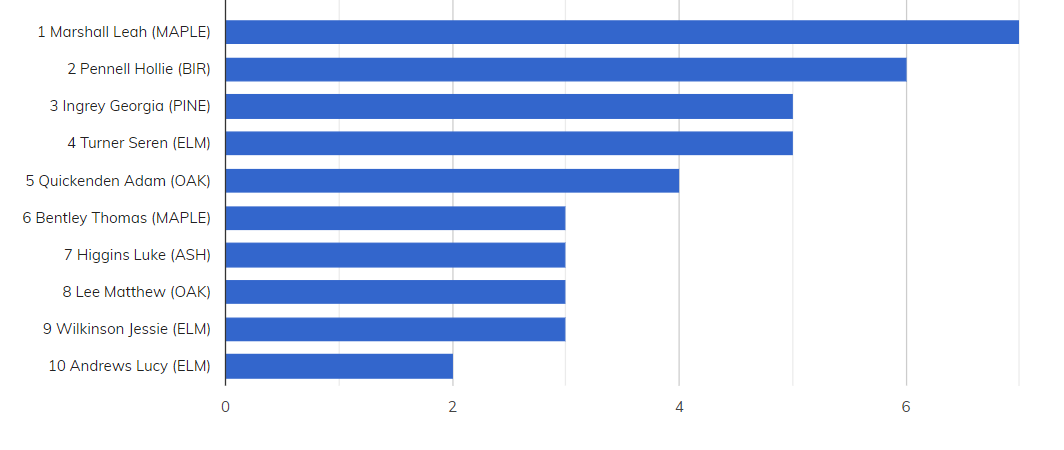 1 Marshall Leah (MAPLE)
2 Pennell Hollie (BIR)
3 Ingrey Georgia (PINE)
4 Turner Seren (ELM)
5 Quickenden Adam (OAK)
6 Bentley Thomas (MAPLE)
7 Higgins Luke (ASH)
8 Lee Matthew (OAK)
9 Wilkinson Jessie (ELM)
10 Andrews Lucy (ELM)
0 2 4 6